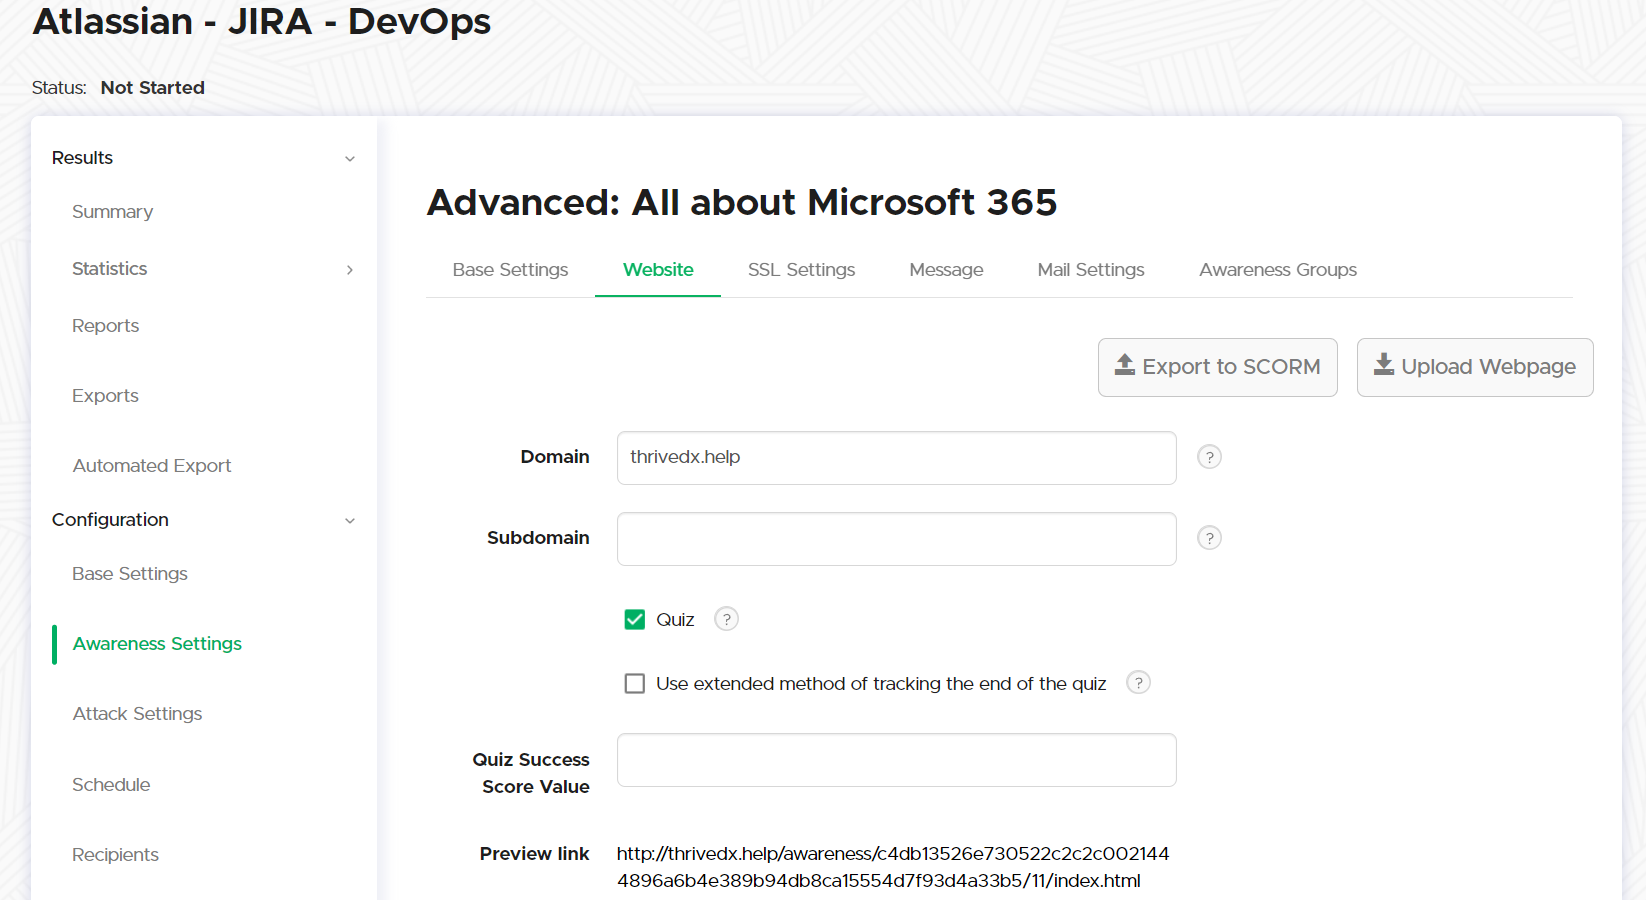 Atlassian - JIRA - DevOps
Status: Not Started
Results
Summary
Statistics
Reports
Exports
Automated Export
Configuration
Base Settings
Awareness Settings
Attack Settings
Schedule
Recipients
Advanced: All about Microsoft 365
Base Settings Website SSL Settings Message Mail Settings Awareness Groups
Export to SCORM Upload Webpage
Domain thrivedx.help ?
Subdomain ?
Quiz ?
Use extended method of tracking the end of the quiz ?
Quiz Success
Score Value
Preview link http://thrivedx.help/awareness/c4db13526e730522c2c2c002144
4896a6b4e389b94db8ca15554d7f93d4a33b5/11/index.html